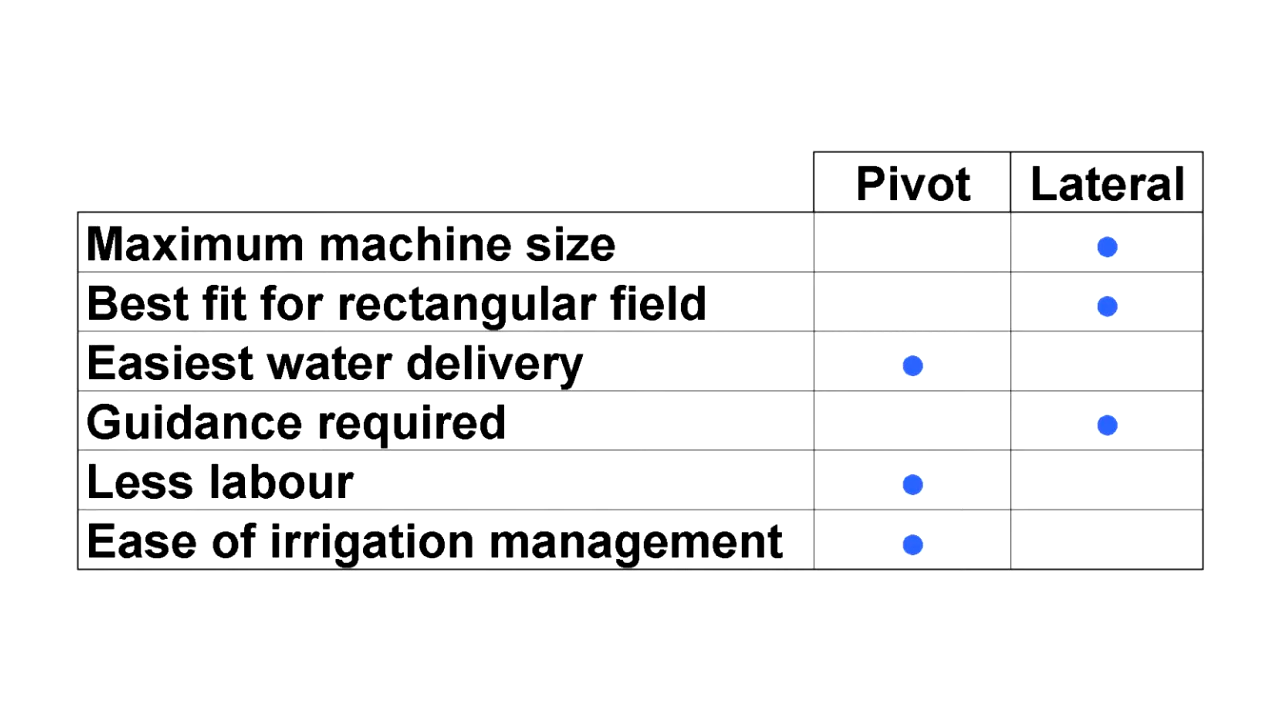 Pivot Lateral
Maximum machine size
Best fit for rectangular field
Easiest water delivery
Guidance required
Less labour
Ease of irrigation management